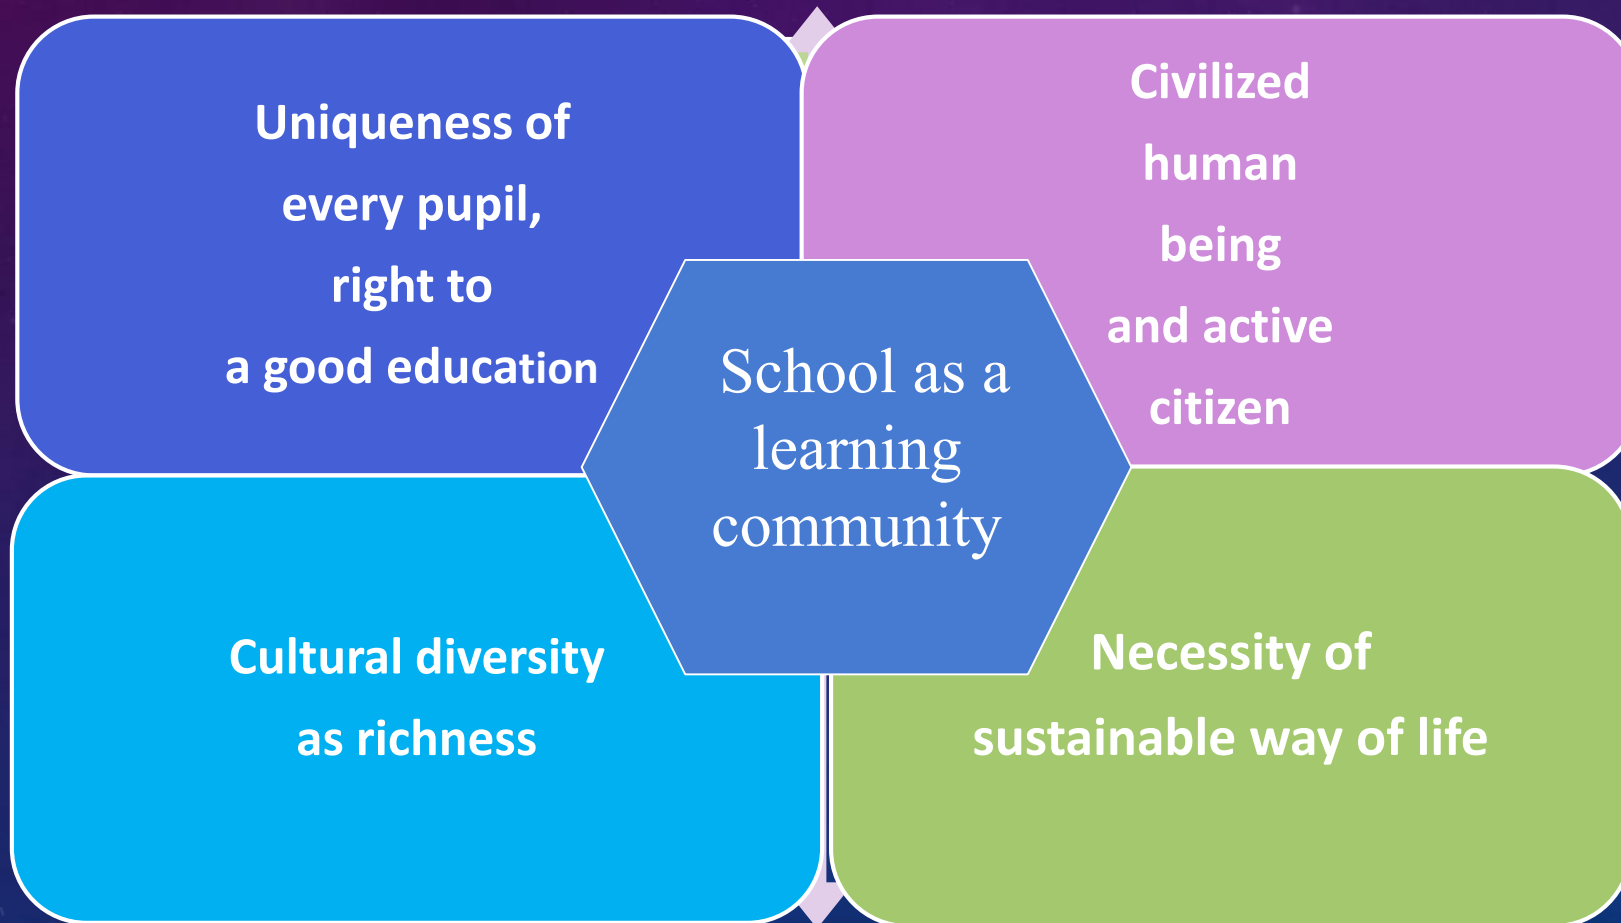 Uniqueness of
every pupil,
right to
a good education
Civilized
human
being
and active
citizen
School as a
learning
community
Cultural diversity
as richness
Necessity of
sustainable way of life